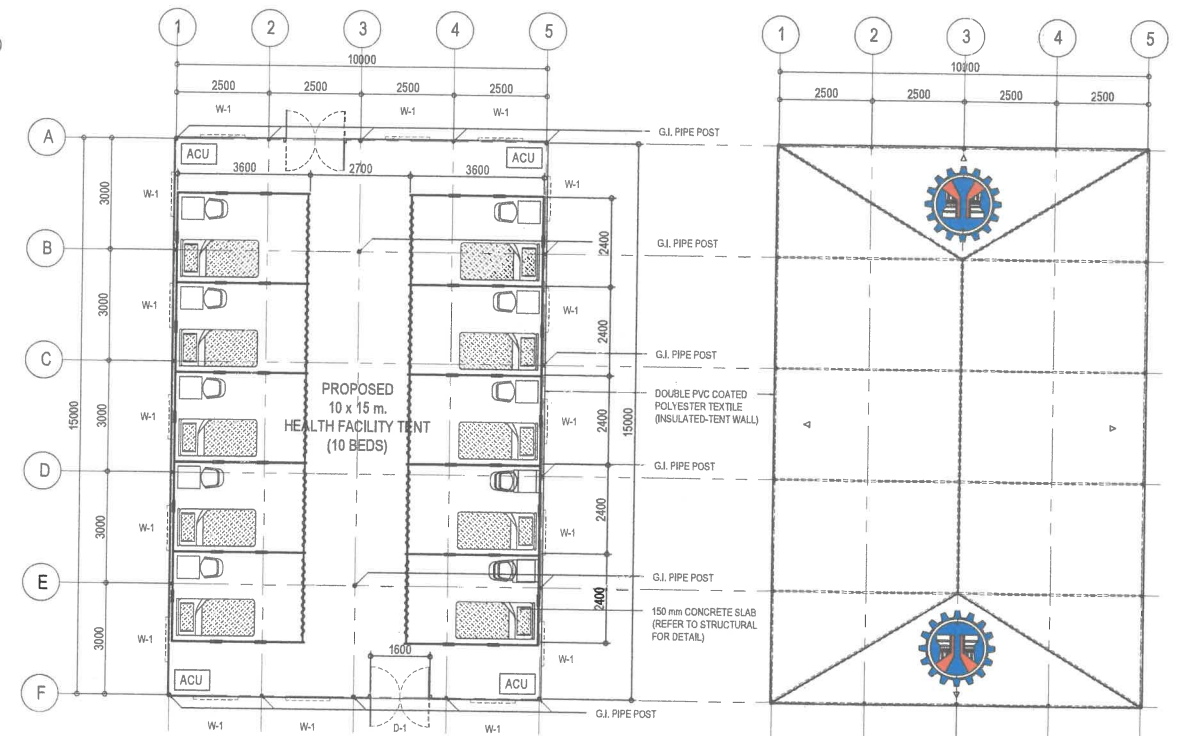 1 2 3 4 5
10000
2500 2500 2500 2500
W-1 W-1 W-1
G.I. PIPE POST
A
ACU ACU
3600 2700 3600
3000
W-1 W-1
B
2400
G.I. PIPE POST
3000
W-1 W-1
2400
C
G.I. PIPE POST
PROPOSED
10 x 15 m.
HEALTH FACILITY TENT
(10 BEDS)
DOUBLE PVC COATED
POLYESTER TEXTILE
(INSULATED-TENT WALL)
15000
3000
W-1 W-1
2400
15000
D
G.I. PIPE POST
3000
W-1 W-1
2400
E
G.I. PIPE POST
2400
150 mm CONCRETE SLAB
(REFER TO STRUCTURAL
FOR DETAIL)
3000
W-1 W-1
1600
ACU ACU
F
G.I. PIPE POST
W-1 W-1 D-1 W-1
1 2 3 4 5
10000
2500 2500 2500 2500